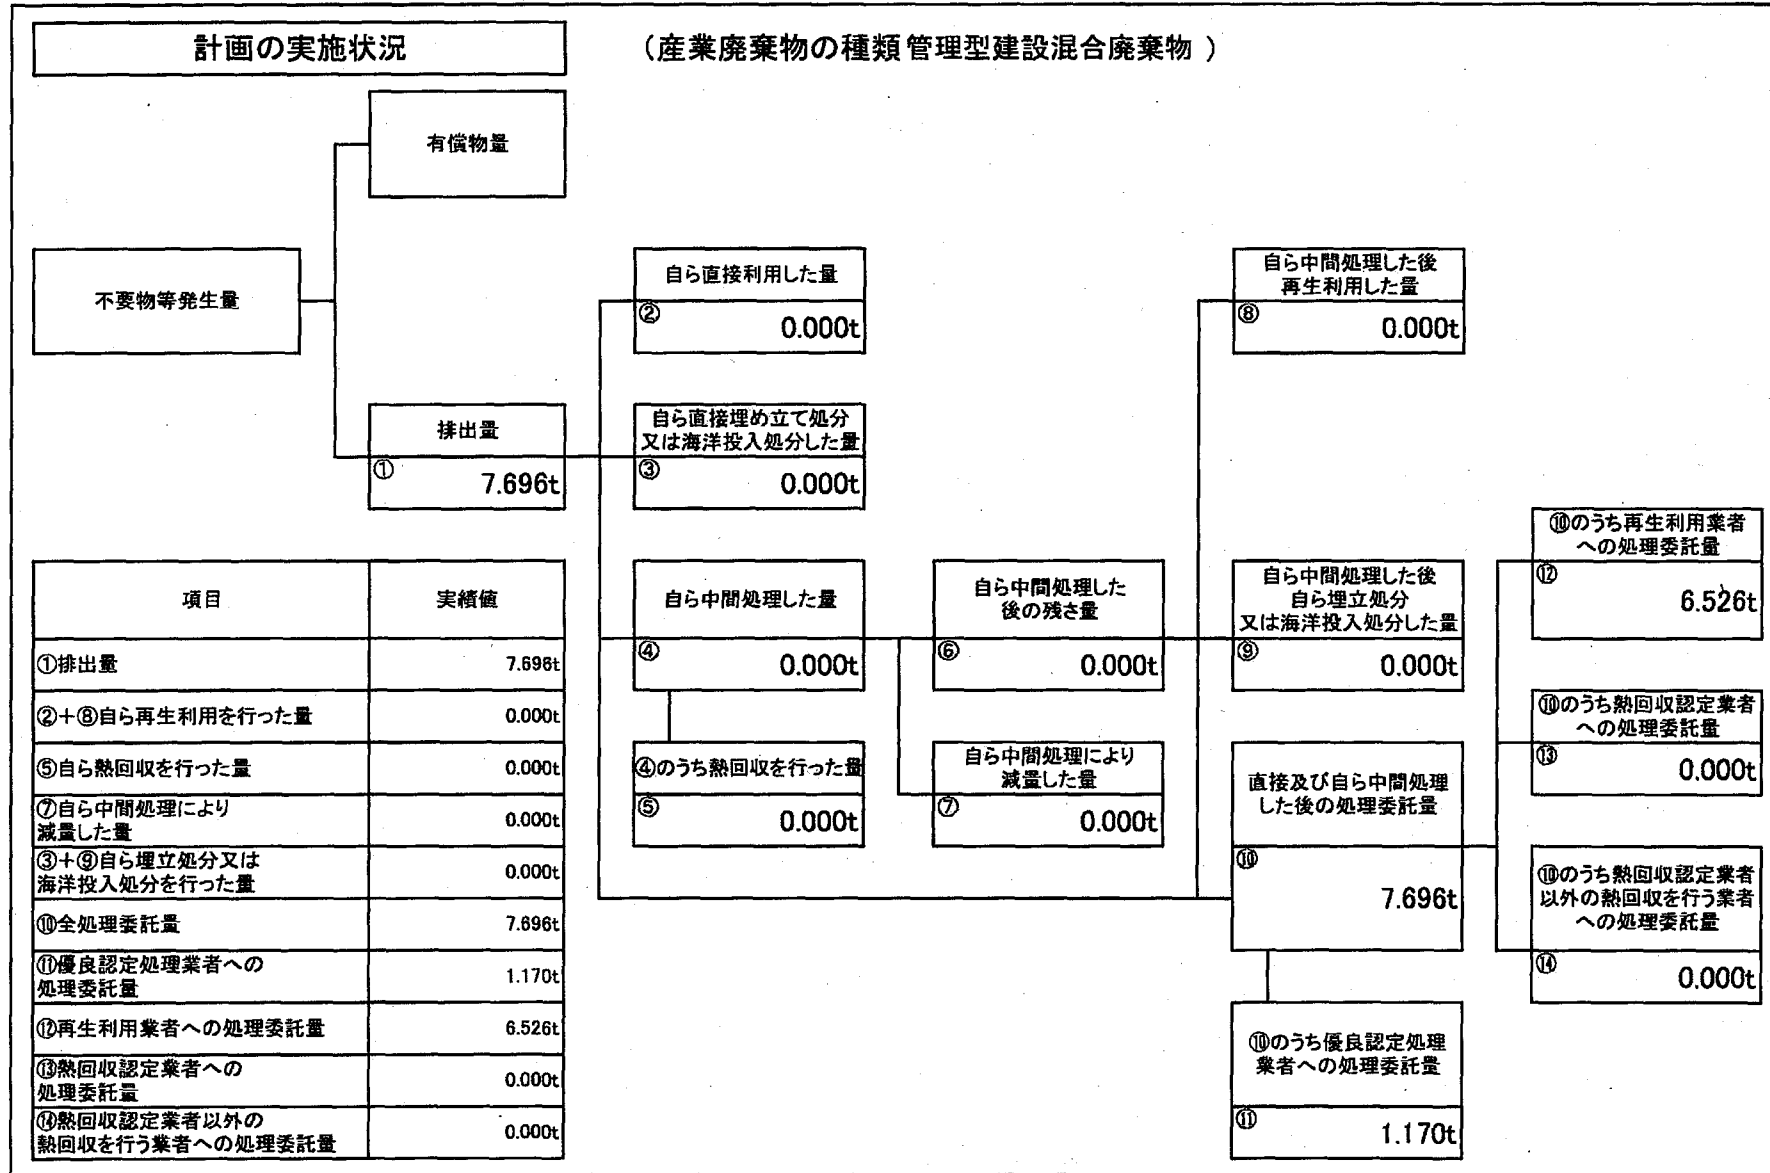 計画の実施状況
（産業廃棄物の種類 管理型建設混合廃棄物 ）
有償物量
不要物等発生量
排出量
①
7.696t
自ら直接利用した量
②
0.000t
自ら直接埋め立て処分
又は海洋投入処分した量
③
0.000t
自ら中間処理した後
再生利用した量
⑧
0.000t
自ら中間処理した量
④
0.000t
自ら中間処理した
後の残さ量
⑥
0.000t
自ら中間処理した後
自ら埋立処分
又は海洋投入処分した量
⑨
0.000t
④のうち熱回収を行った量
⑤
0.000t
自ら中間処理により
減量した量
⑦
0.000t
直接及び自ら中間処理
した後の処理委託量
⑩
7.696t
⑩のうち優良認定処理
業者への処理委託量
⑪
1.170t
⑩のうち再生利用業者
への処理委託量
⑫
6.526t
⑩のうち熱回収認定業者
への処理委託量
⑬
0.000t
⑩のうち熱回収認定業者
以外の熱回収を行う業者
への処理委託量
⑭
0.000t
項目 実績値
①排出量 7.696t
②＋⑧自ら再生利用を行った量 0.000t
⑤自ら熱回収を行った量 0.000t
⑦自ら中間処理により
減量した量 0.000t
③＋⑨自ら埋立処分又は
海洋投入処分を行った量 0.000t
⑩全処理委託量 7.696t
⑪優良認定処理業者への
処理委託量 1.170t
⑫再生利用業者への処理委託量 6.526t
⑬熱回収認定業者への
処理委託量 0.000t
⑭熱回収認定業者以外の
熱回収を行う業者への処理委託量 0.000t